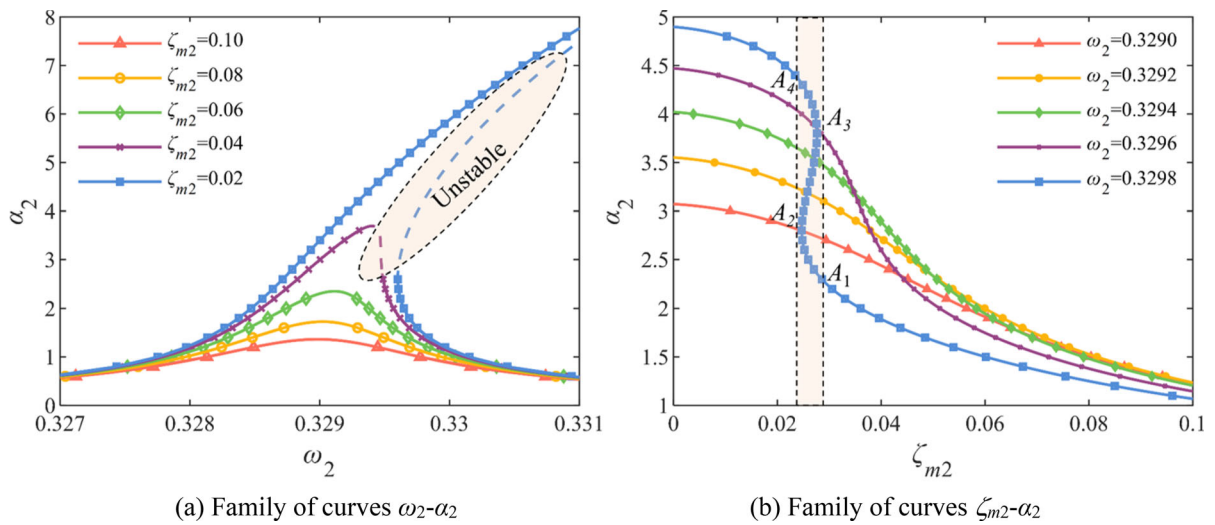 8
7
6
5
4
3
2
1
0
α₂
ζₘ₂=0.10
ζₘ₂=0.08
ζₘ₂=0.06
ζₘ₂=0.04
ζₘ₂=0.02
Unstable
0.327
0.328
0.329
0.33
0.331
ω₂
(a) Family of curves ω₂-α₂
5
4.5
4
3.5
3
2.5
2
1.5
1
α₂
A₄
A₃
A₂
A₁
ω₂=0.3290
ω₂=0.3292
ω₂=0.3294
ω₂=0.3296
ω₂=0.3298
0
0.02
0.04
0.06
0.08
0.1
ζₘ₂
(b) Family of curves ζₘ₂-α₂